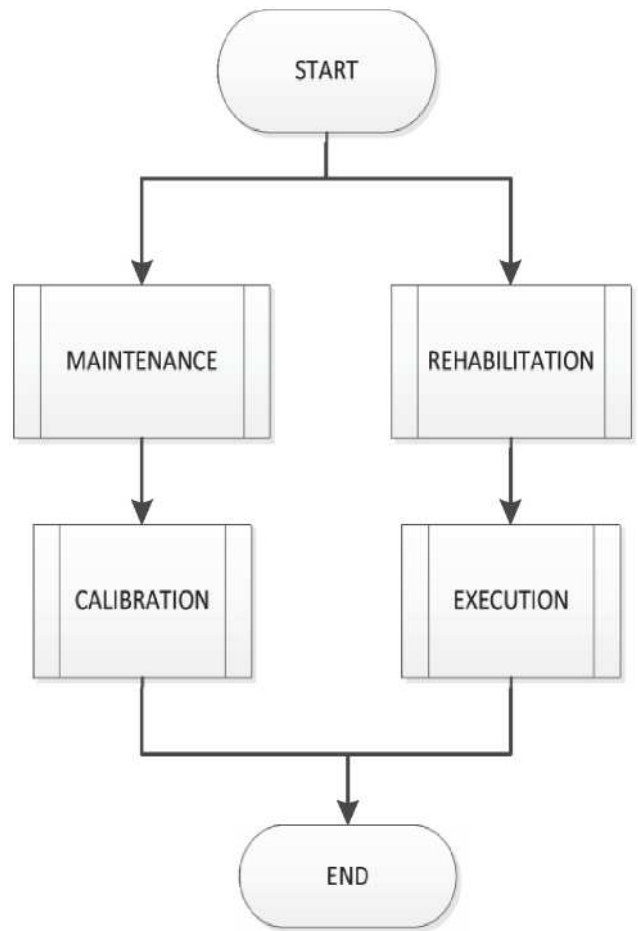 START
MAINTENANCE
REHABILITATION
CALIBRATION
EXECUTION
END